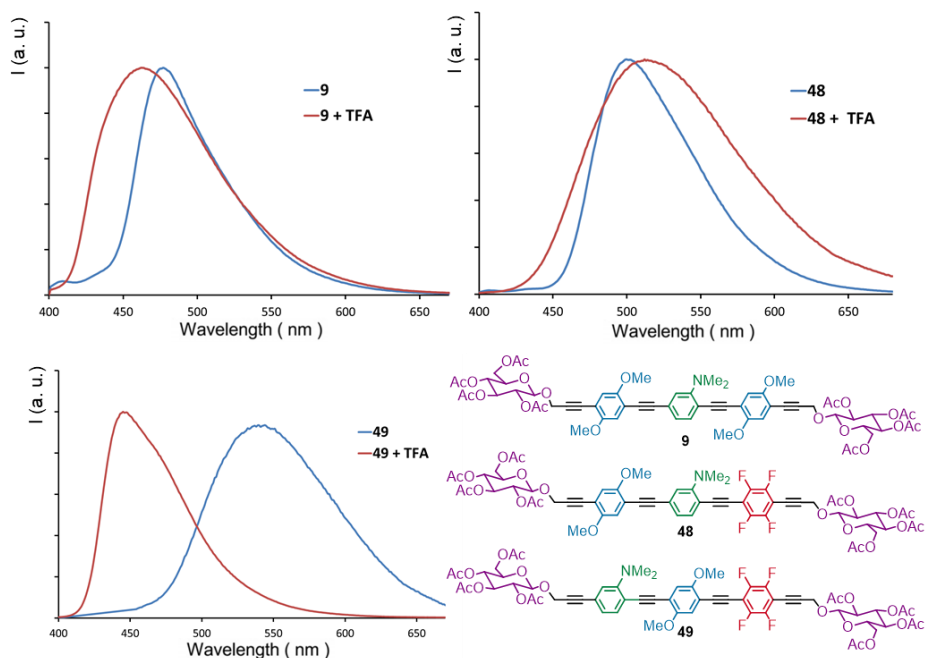 I (a. u.)
9
9 + TFA
400
450
500
550
600
650
Wavelength ( nm )
I (a. u.)
48
48 + TFA
400
450
500
550
600
650
Wavelength ( nm )
I (a. u.)
49
49 + TFA
400
450
500
550
600
650
Wavelength ( nm )
OAc
AcO
AcO
OAc
O
O
OMe
MeO
NMe₂
OMe
MeO
9
O
O
AcO
OAc
OAc
AcO
OAc
AcO
AcO
OAc
O
O
OMe
MeO
NMe₂
F
F
F
F
48
O
O
AcO
OAc
OAc
AcO
OAc
AcO
AcO
OAc
O
O
NMe₂
OMe
MeO
F
F
F
F
49
O
O
AcO
OAc
OAc
AcO